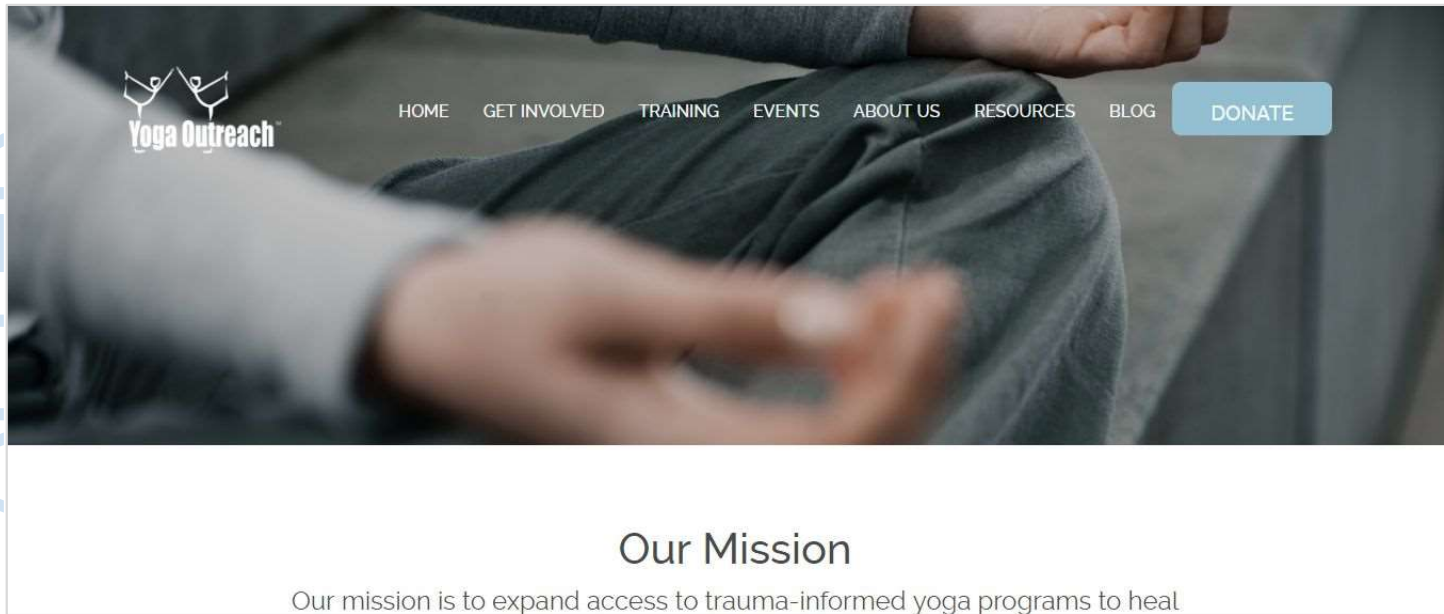 Yoga Outreach™
HOME GET INVOLVED TRAINING EVENTS ABOUT US RESOURCES BLOG DONATE
Our Mission
Our mission is to expand access to trauma-informed yoga programs to heal